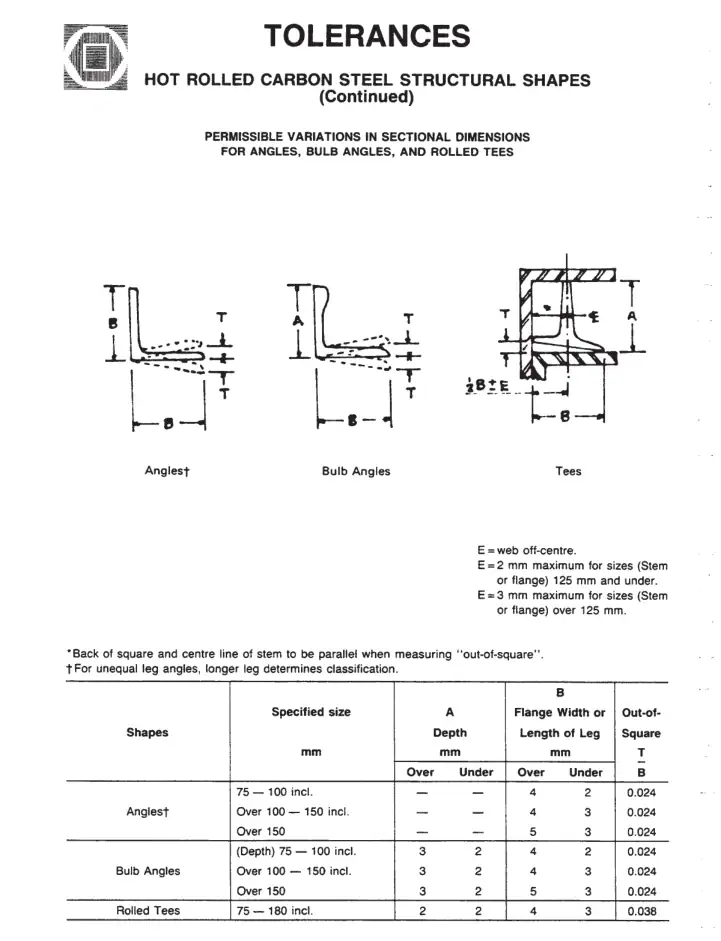 TOLERANCES
HOT ROLLED CARBON STEEL STRUCTURAL SHAPES
(Continued)
PERMISSIBLE VARIATIONS IN SECTIONAL DIMENSIONS
FOR ANGLES, BULB ANGLES, AND ROLLED TEES
B T T B
A T T B
T T A ½B±E B
Angles† Bulb Angles Tees
E = web off-centre.
E = 2 mm maximum for sizes (Stem
or flange) 125 mm and under.
E = 3 mm maximum for sizes (Stem
or flange) over 125 mm.
*Back of square and centre line of stem to be parallel when measuring "out-of-square".
† For unequal leg angles, longer leg determines classification.
B
Specified size A Flange Width or Out-of-
Shapes Depth Length of Leg Square
mm mm mm T
Over Under Over Under B
75 — 100 incl. — — 4 2 0.024
Angles† Over 100 — 150 incl. — — 4 3 0.024
Over 150 — — 5 3 0.024
(Depth) 75 — 100 incl. 3 2 4 2 0.024
Bulb Angles Over 100 — 150 incl. 3 2 4 3 0.024
Over 150 3 2 5 3 0.024
Rolled Tees 75 — 180 incl. 2 2 4 3 0.038